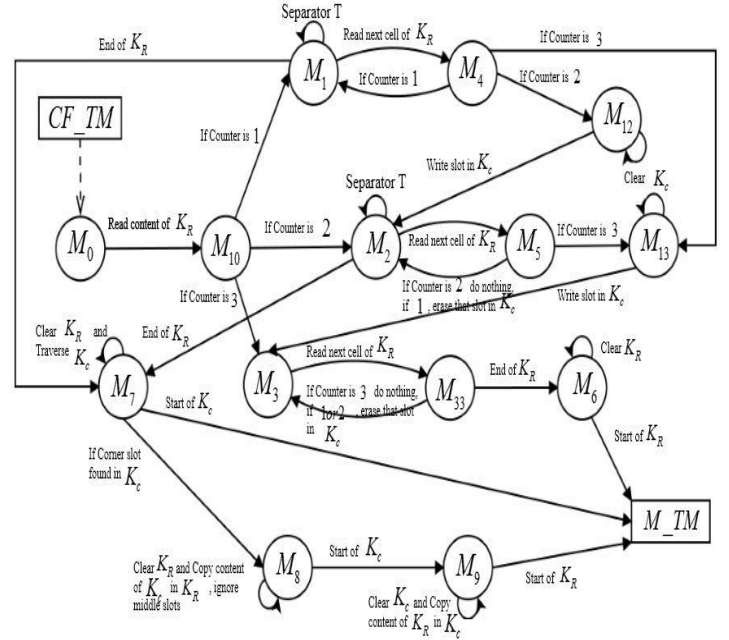 Separator T
End of K_R
Read next cell of K_R
If Counter is 3
M_1
M_4
If Counter is 1
If Counter is 2
CF_TM
M_12
If Counter is 1
Write slot in K_c
Clear K_c
Separator T
Read content of K_R
If Counter is 2
If Counter is 3
M_0
M_10
M_2
Read next cell of K_R
M_5
M_13
If Counter is 3
If Counter is 2 do nothing,
if 1, erase that slot in K_c
Write slot in K_c
Clear K_R and
Traverse K_c
End of K_R
Read next cell of K_R
Clear K_R
M_7
M_3
If Counter is 3 do nothing,
if 1or2, erase that slot
in K_c
M_33
End of K_R
M_6
Start of K_c
Start of K_R
If Corner slot
found in K_c
M_TM
M_8
Start of K_c
M_9
Start of K_R
Clear K_R and Copy content
of K_c in K_R, ignore
middle slots
Clear K_c and Copy
content of K_R in K_c